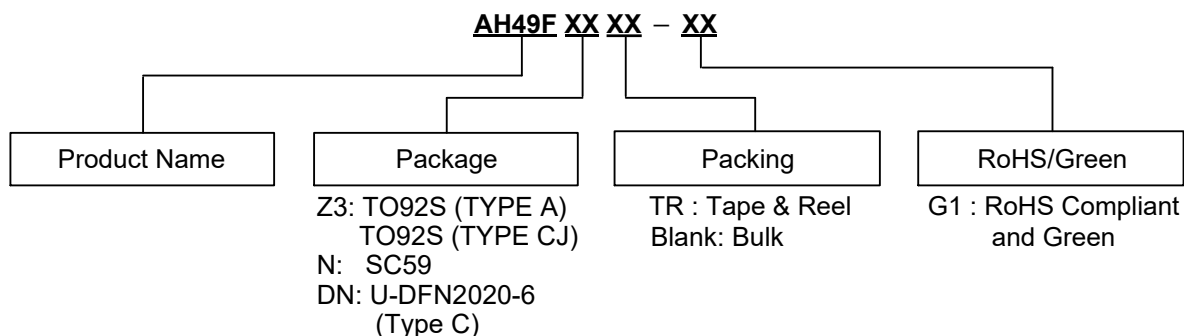 AH49F XX XX – XX
Product Name
Package
Packing
RoHS/Green
Z3: TO92S (TYPE A)
TO92S (TYPE CJ)
N: SC59
DN: U-DFN2020-6
(Type C)
TR : Tape & Reel
Blank: Bulk
G1 : RoHS Compliant
and Green